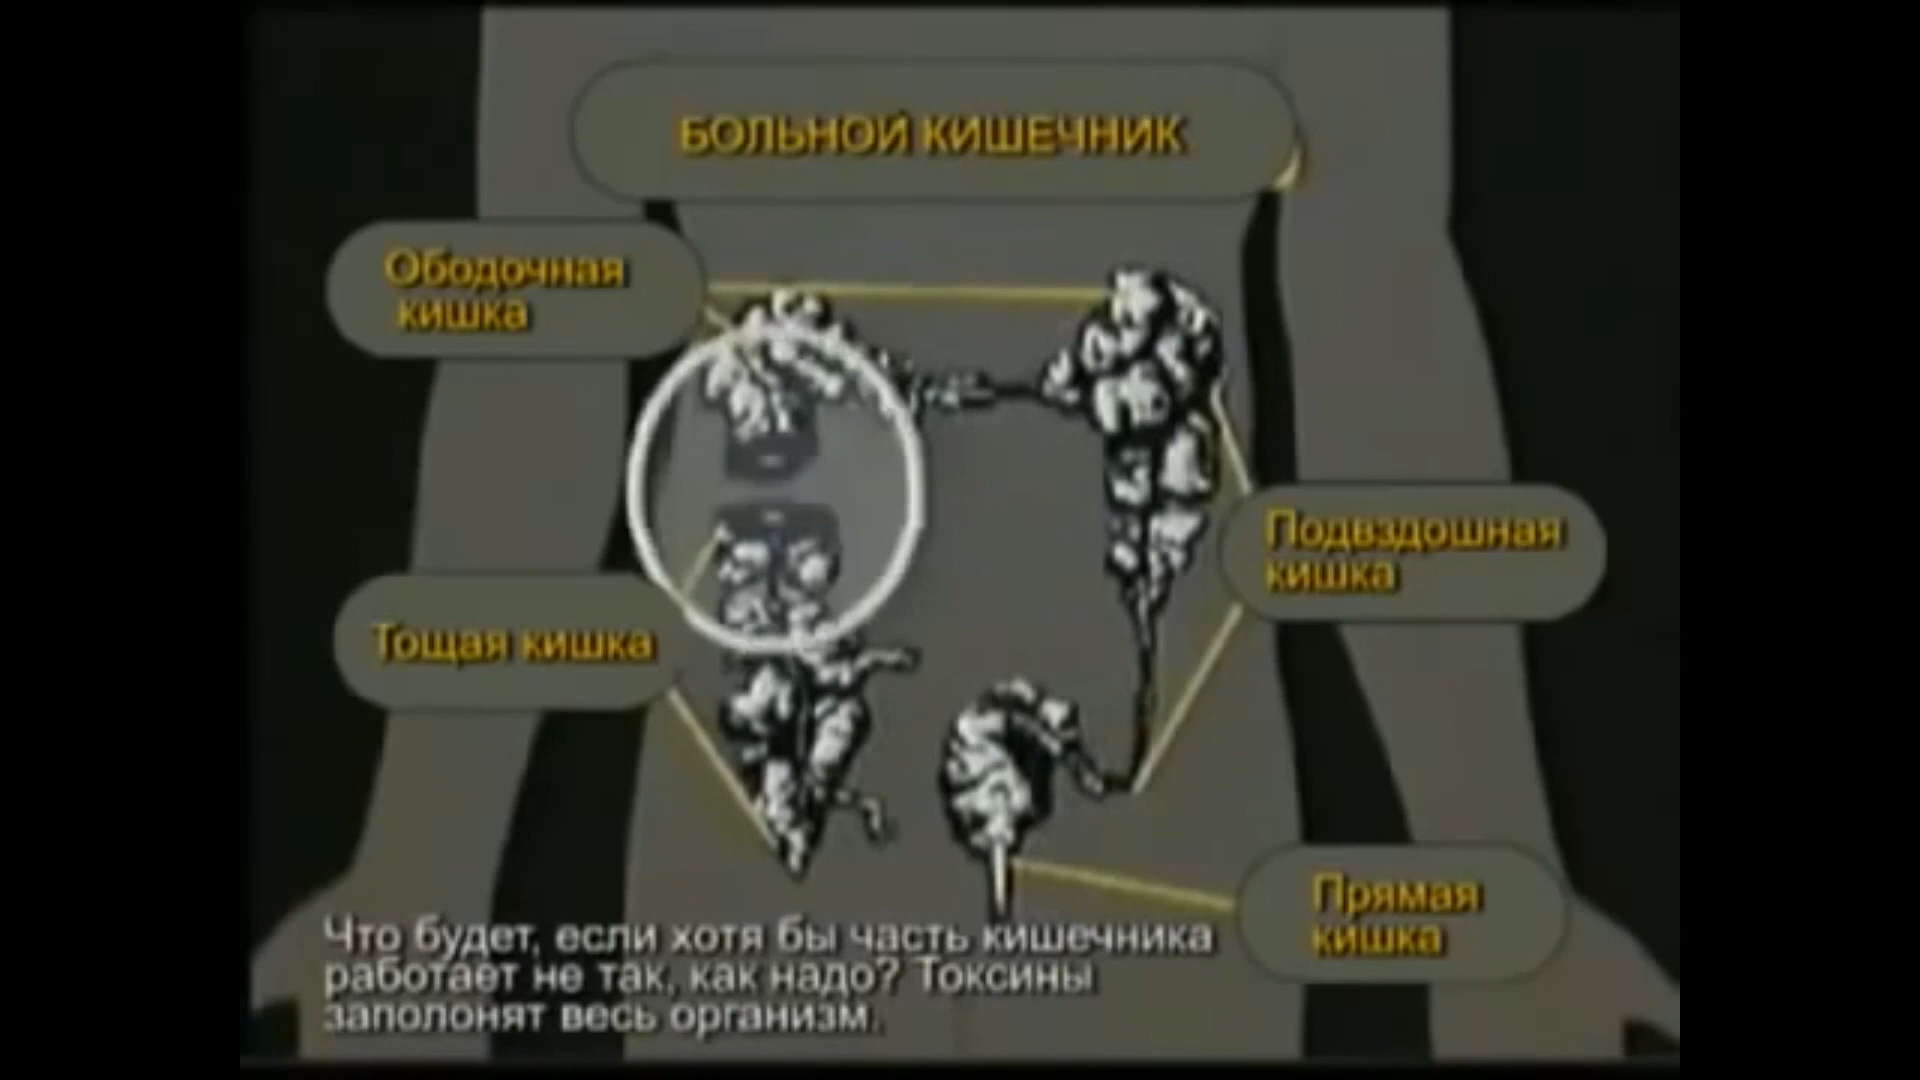 БОЛЬНОЙ КИШЕЧНИК
Ободочная
кишка
Подвздошная
кишка
Тощая кишка
Прямая
кишка
Что будет, если хотя бы часть кишечника
работает не так, как надо? Токсины
заполонят весь организм.